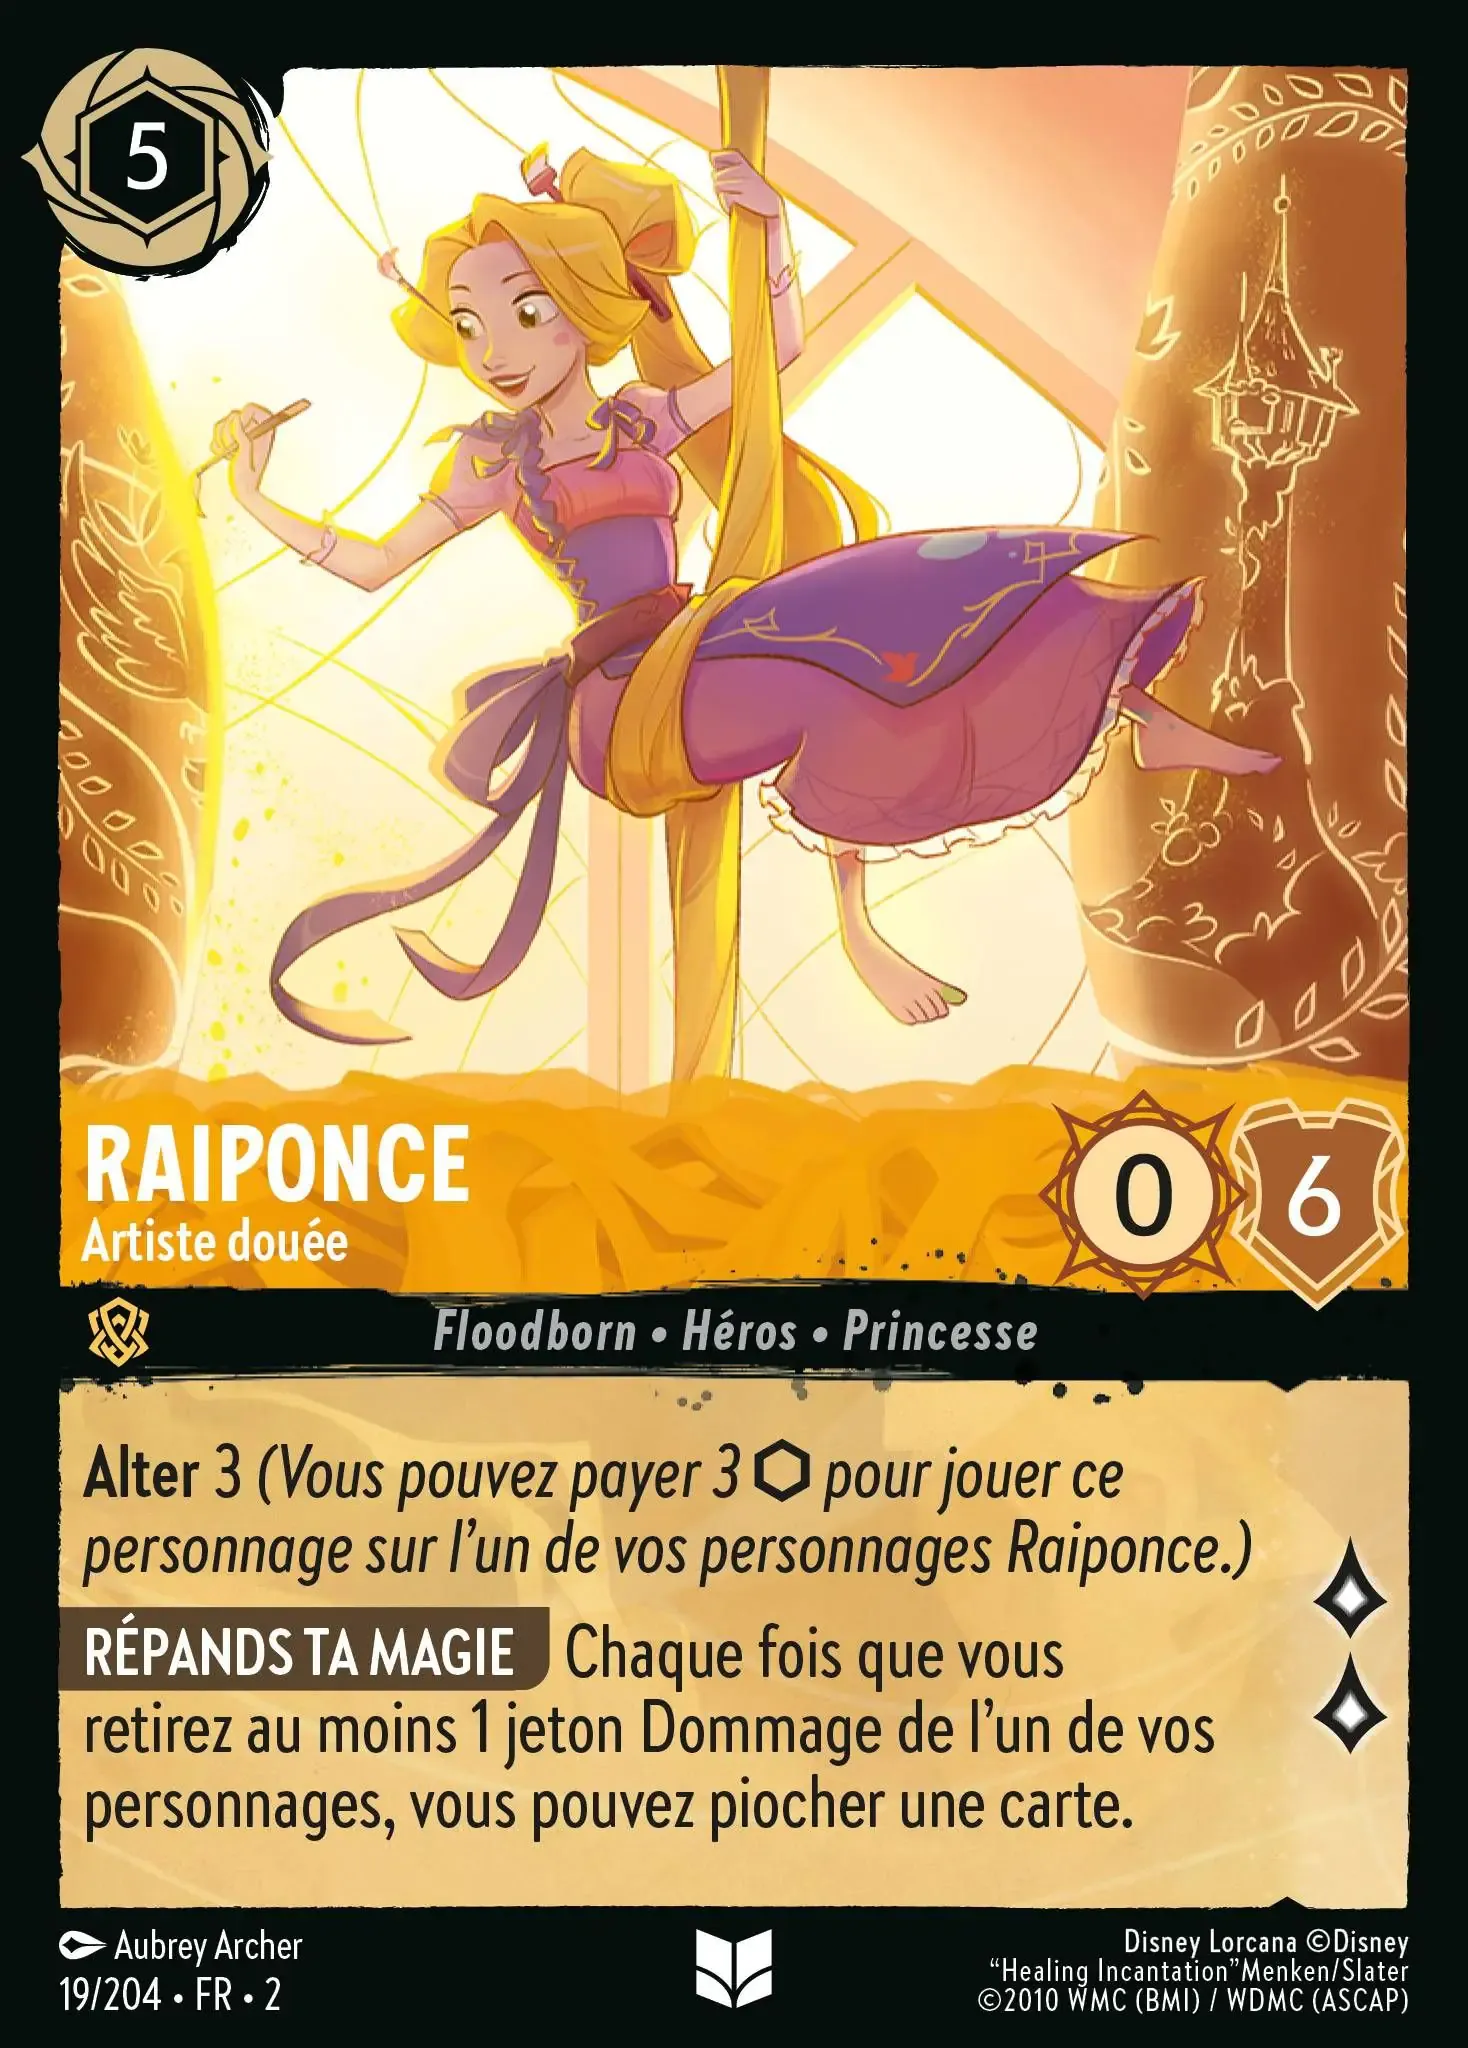 5
RAIPONCE
Artiste douée
0
6
Floodborn • Héros • Princesse
Alter 3 (Vous pouvez payer 3 ⬡ pour jouer ce
personnage sur l’un de vos personnages Raiponce.)
RÉPANDS TA MAGIE Chaque fois que vous
retirez au moins 1 jeton Dommage de l’un de vos
personnages, vous pouvez piocher une carte.
Aubrey Archer
19/204 • FR • 2
Disney Lorcana ©Disney
“Healing Incantation”Menken/Slater
©2010 WMC (BMI) / WDMC (ASCAP)